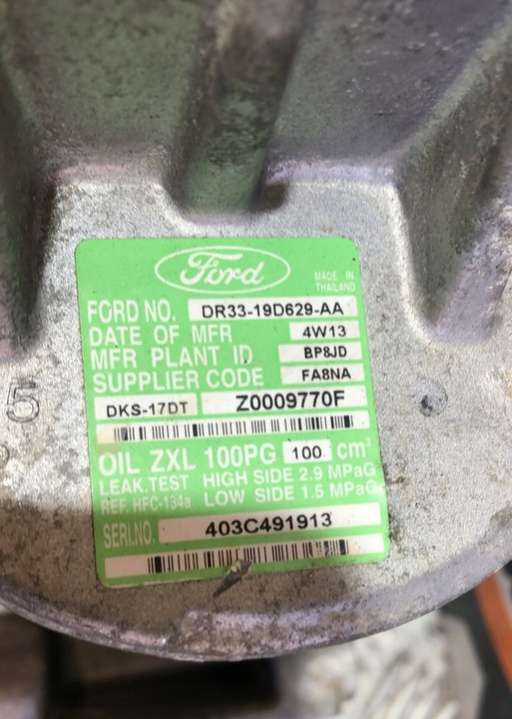 Ford
MADE IN
THAILAND
FORD NO. DR33-19D629-AA
DATE OF MFR 4W13
MFR PLANT ID BP8JD
SUPPLIER CODE FA8NA
DKS-17DT Z0009770F
OIL ZXL 100PG 100 cm³
LEAK.TEST HIGH SIDE 2.9 MPaG
REF. HFC-134a LOW SIDE 1.5 MPaG
SERI.NO. 403C491913
5